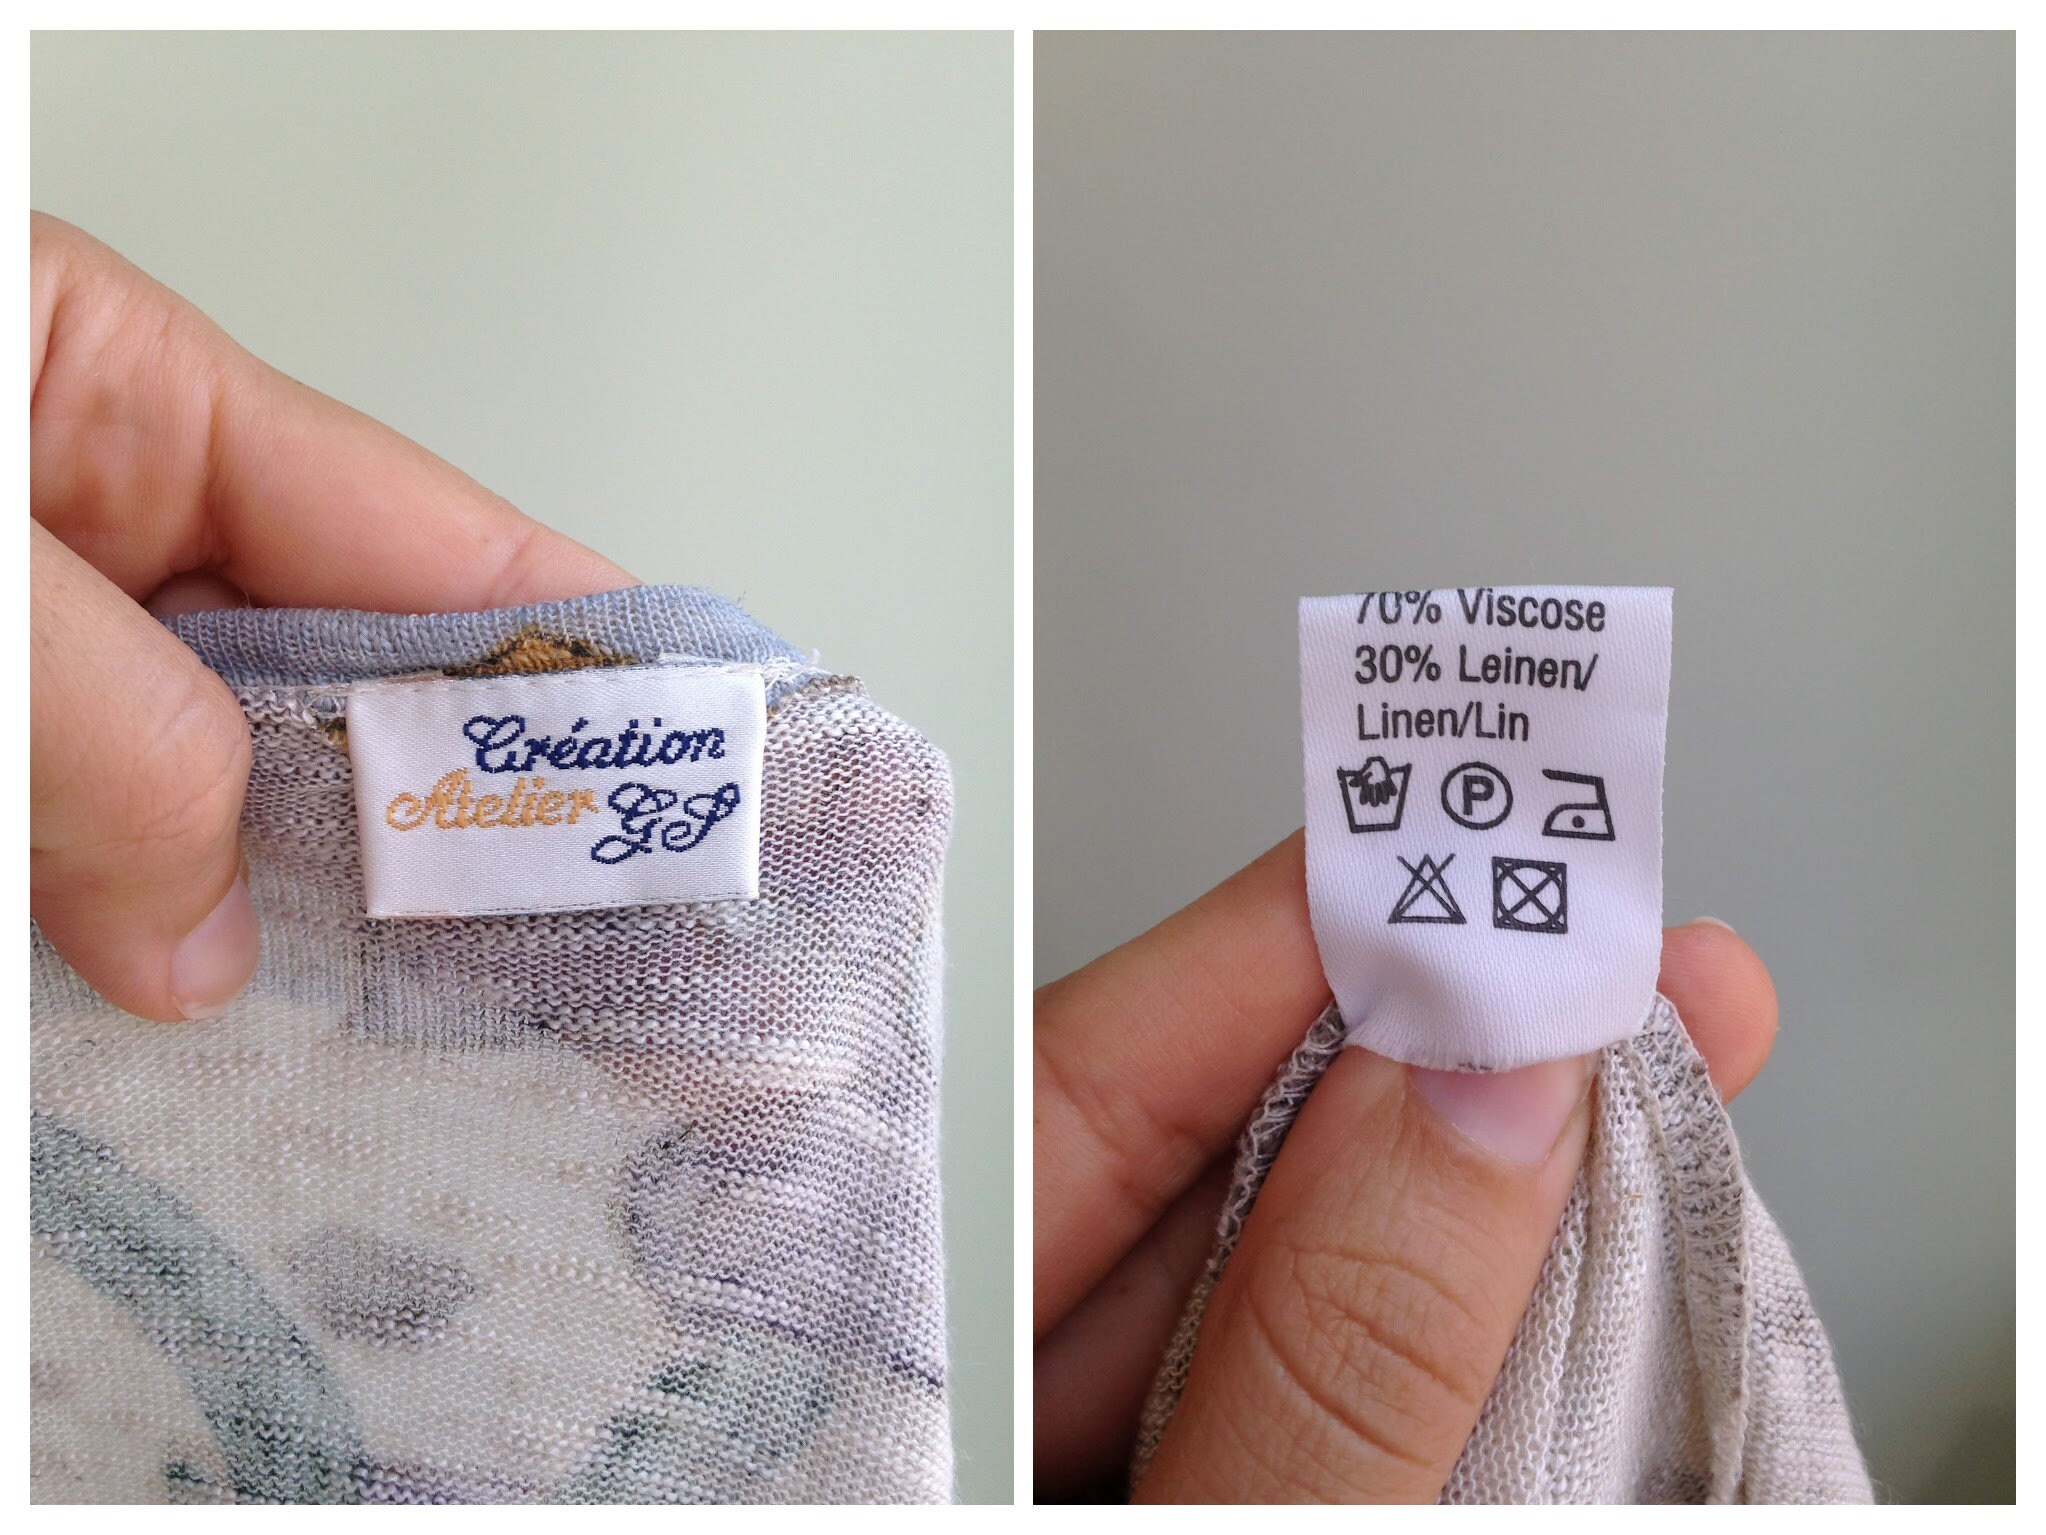 Création
Atelier GS
70% Viscose
30% Leinen/
Linen/Lin
P